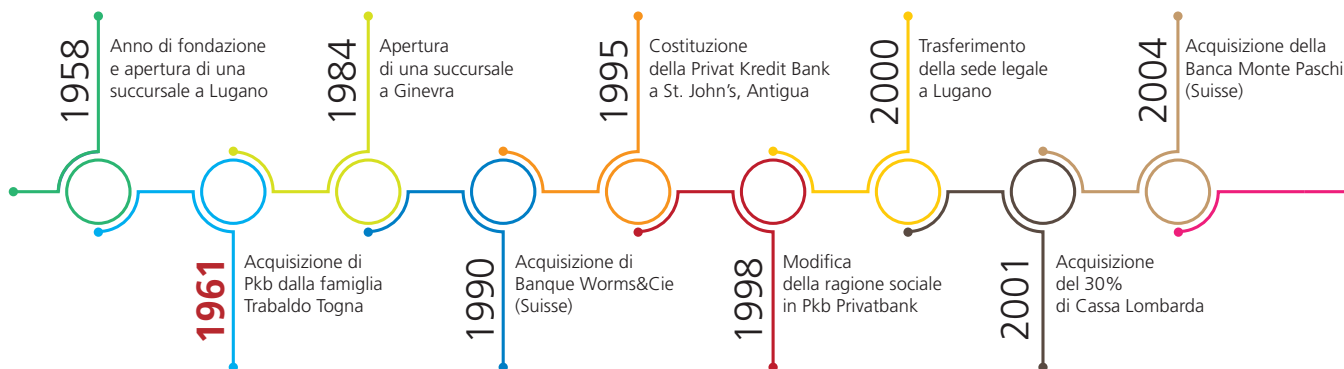 1958
Anno di fondazione
e apertura di una
succursale a Lugano
1961
Acquisizione di
Pkb dalla famiglia
Trabaldo Togna
1984
Apertura
di una succursale
a Ginevra
1990
Acquisizione di
Banque Worms&Cie
(Suisse)
1995
Costituzione
della Privat Kredit Bank
a St. John's, Antigua
1998
Modifica
della ragione sociale
in Pkb Privatbank
2000
Trasferimento
della sede legale
a Lugano
2001
Acquisizione
del 30%
di Cassa Lombarda
2004
Acquisizione della
Banca Monte Paschi
(Suisse)